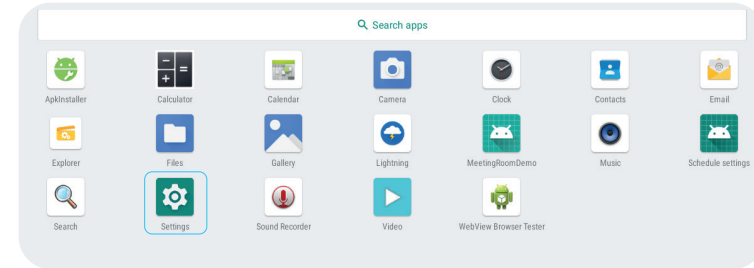 Search apps
ApkInstaller Calculator Calendar Camera Clock Contacts Email
Explorer Files Gallery Lightning MeetingRoomDemo Music Schedule settings
Search Settings Sound Recorder Video WebView Browser Tester